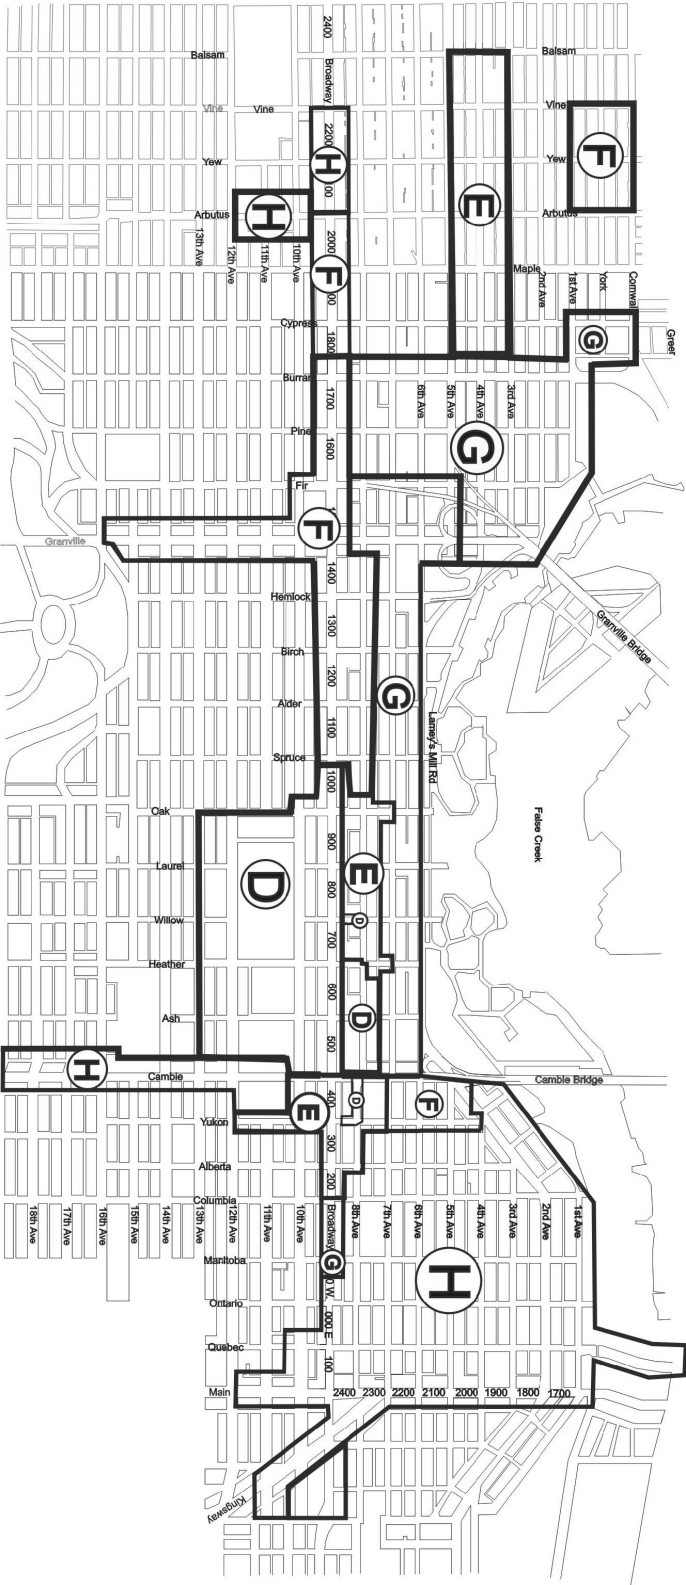 2400
Balsam
Balsam
Broadway
Vine
Vine
Vine
2200
F
Yew
Yew
H
E
Arbutus
Arbutus
H
13th Ave
12th Ave
11th Ave
10th Ave
2000
F
Maple
2nd Ave
1st Ave
York
Cornwall
Greer
Cypress
1800
G
Burrard
1700
6th Ave
5th Ave
4th Ave
3rd Ave
Pine
1600
G
Fir
F
Granville
1400
Hemlock
1300
Granville Bridge
Birch
1200
Alder
1100
G
Lamey's Mill Rd
Spruce
1000
Oak
900
False Creek
Laurel
D
E
800
Willow
D
700
Heather
600
Ash
D
500
H
Cambie
Cambie Bridge
400
D
F
Yukon
E
300
Alberta
200
Columbia
18th Ave
17th Ave
16th Ave
15th Ave
14th Ave
13th Ave
12th Ave
11th Ave
10th Ave
Broadway
8th Ave
7th Ave
6th Ave
5th Ave
4th Ave
3rd Ave
2nd Ave
1st Ave
Manitoba
G
H
0 W.
Ontario
000 E
Quebec
100
Main
2400
2300
2200
2100
2000
1900
1800
1700
Kingsway